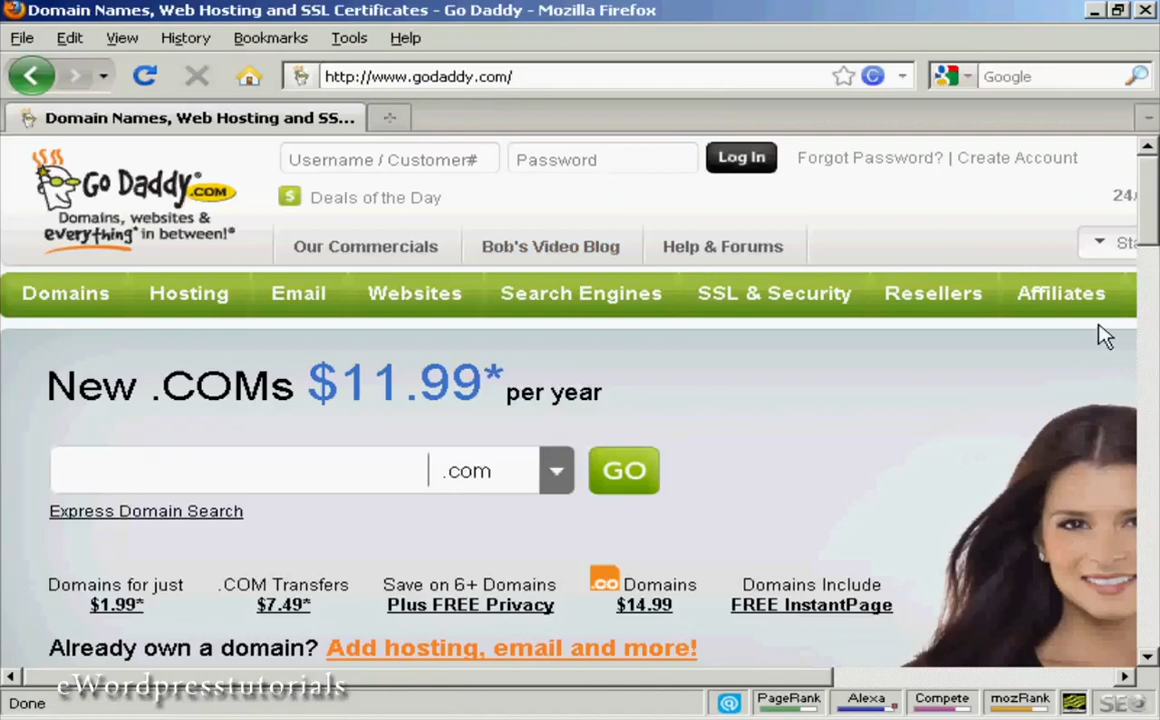 Domain Names, Web Hosting and SSL Certificates - Go Daddy - Mozilla Firefox
File Edit View History Bookmarks Tools Help
http://www.godaddy.com/
Google
Domain Names, Web Hosting and SS...
Go Daddy.COM
Domains, websites &
everything* in between!®
Username / Customer#
Password
Log In
Forgot Password? | Create Account
$ Deals of the Day
24
Our Commercials
Bob's Video Blog
Help & Forums
Domains
Hosting
Email
Websites
Search Engines
SSL & Security
Resellers
Affiliates
New .COMs $11.99* per year
.com
GO
Express Domain Search
Domains for just
$1.99*
.COM Transfers
$7.49*
Save on 6+ Domains
Plus FREE Privacy
.co Domains
$14.99
Domains Include
FREE InstantPage
Already own a domain? Add hosting, email and more!
eWordpresstutorials
Done
PageRank
Alexa
Compete
mozRank
SEO